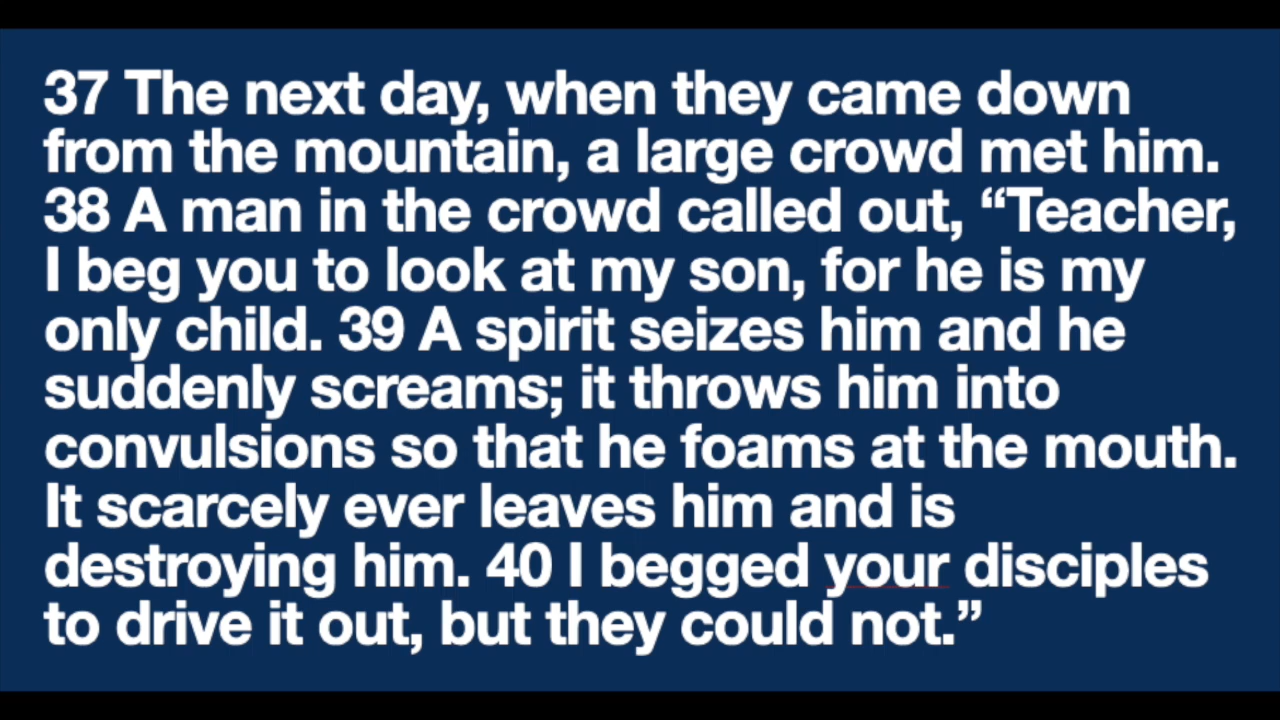 37 The next day, when they came down
from the mountain, a large crowd met him.
38 A man in the crowd called out, “Teacher,
I beg you to look at my son, for he is my
only child. 39 A spirit seizes him and he
suddenly screams; it throws him into
convulsions so that he foams at the mouth.
It scarcely ever leaves him and is
destroying him. 40 I begged your disciples
to drive it out, but they could not.”